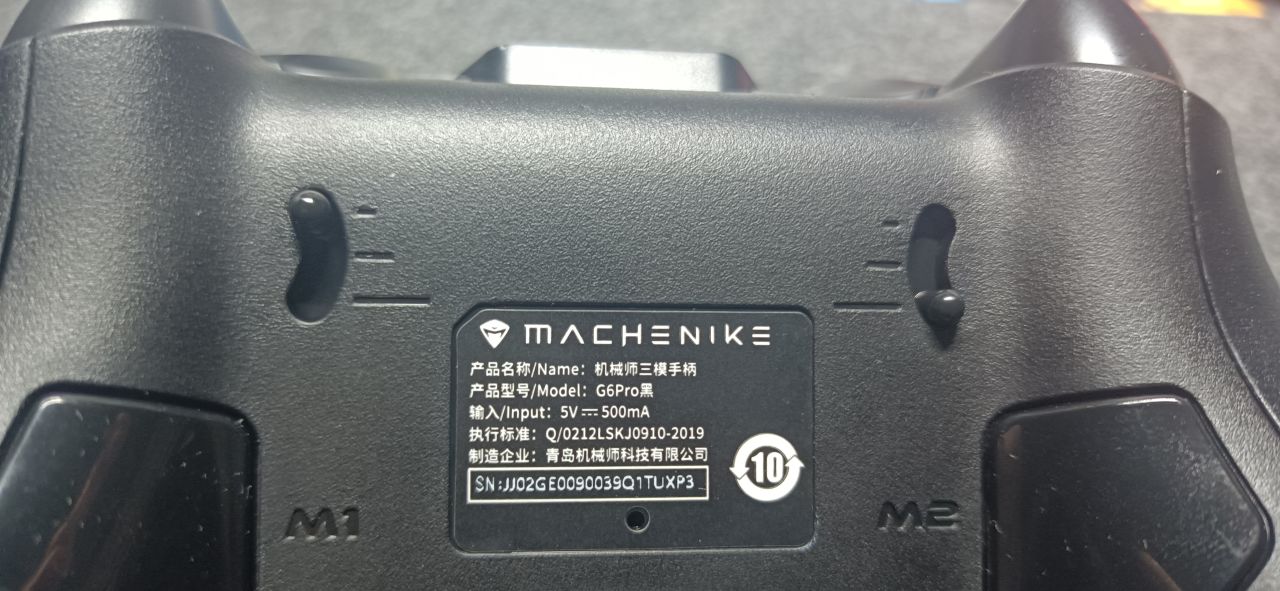 MACHENIKE
产品名称/Name：机械师三模手柄
产品型号/Model：G6Pro黑
输入/Input：5V⎓500mA
执行标准：Q/0212LSKJ0910-2019
制造企业：青岛机械师科技有限公司
SN:JJ02GE0090039Q1TUXP3
10
M1
M2